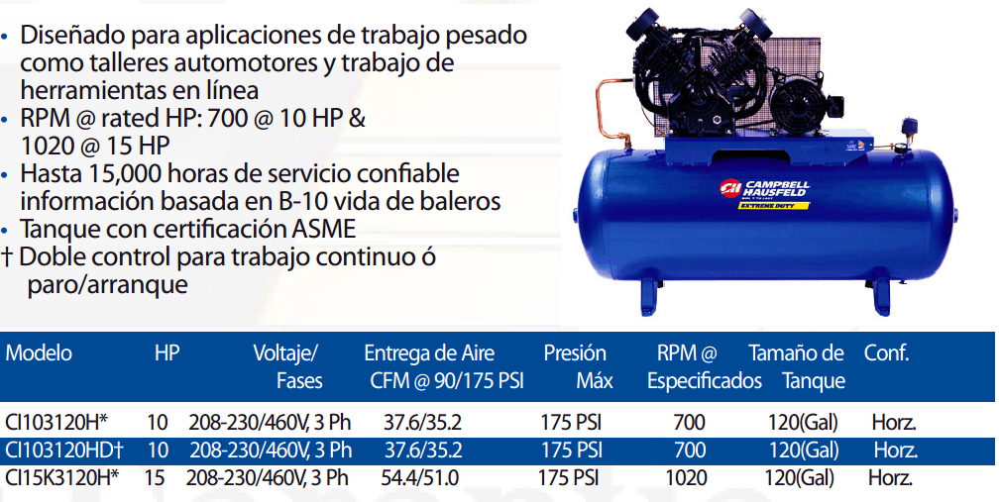 • Diseñado para aplicaciones de trabajo pesado
como talleres automotores y trabajo de
herramientas en línea
• RPM @ rated HP: 700 @ 10 HP &
1020 @ 15 HP
• Hasta 15,000 horas de servicio confiable
información basada en B-10 vida de baleros
• Tanque con certificación ASME
† Doble control para trabajo continuo ó
paro/arranque
CH CAMPBELL
HAUSFELD
BUILT TO LAST
EXTREME DUTY
Modelo HP Voltaje/ Entrega de Aire Presión RPM @ Tamaño de Conf.
Fases CFM @ 90/175 PSI Máx Especificados Tanque
CI103120H* 10 208-230/460V, 3 Ph 37.6/35.2 175 PSI 700 120(Gal) Horz.
CI103120HD† 10 208-230/460V, 3 Ph 37.6/35.2 175 PSI 700 120(Gal) Horz.
CI15K3120H* 15 208-230/460V, 3 Ph 54.4/51.0 175 PSI 1020 120(Gal) Horz.